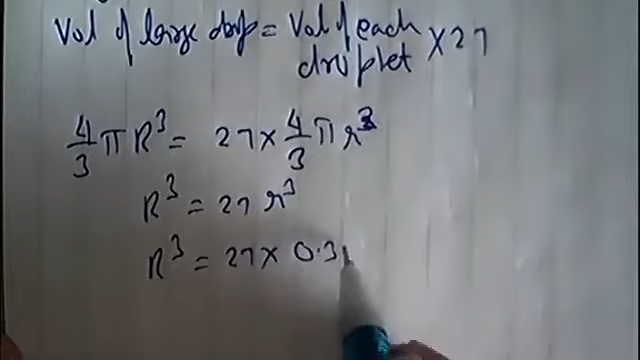 Vol of large drop = Vol of each droplet × 27
4/3 π R³ = 27 × 4/3 π r³
R³ = 27 r³
R³ = 27 × 0.3